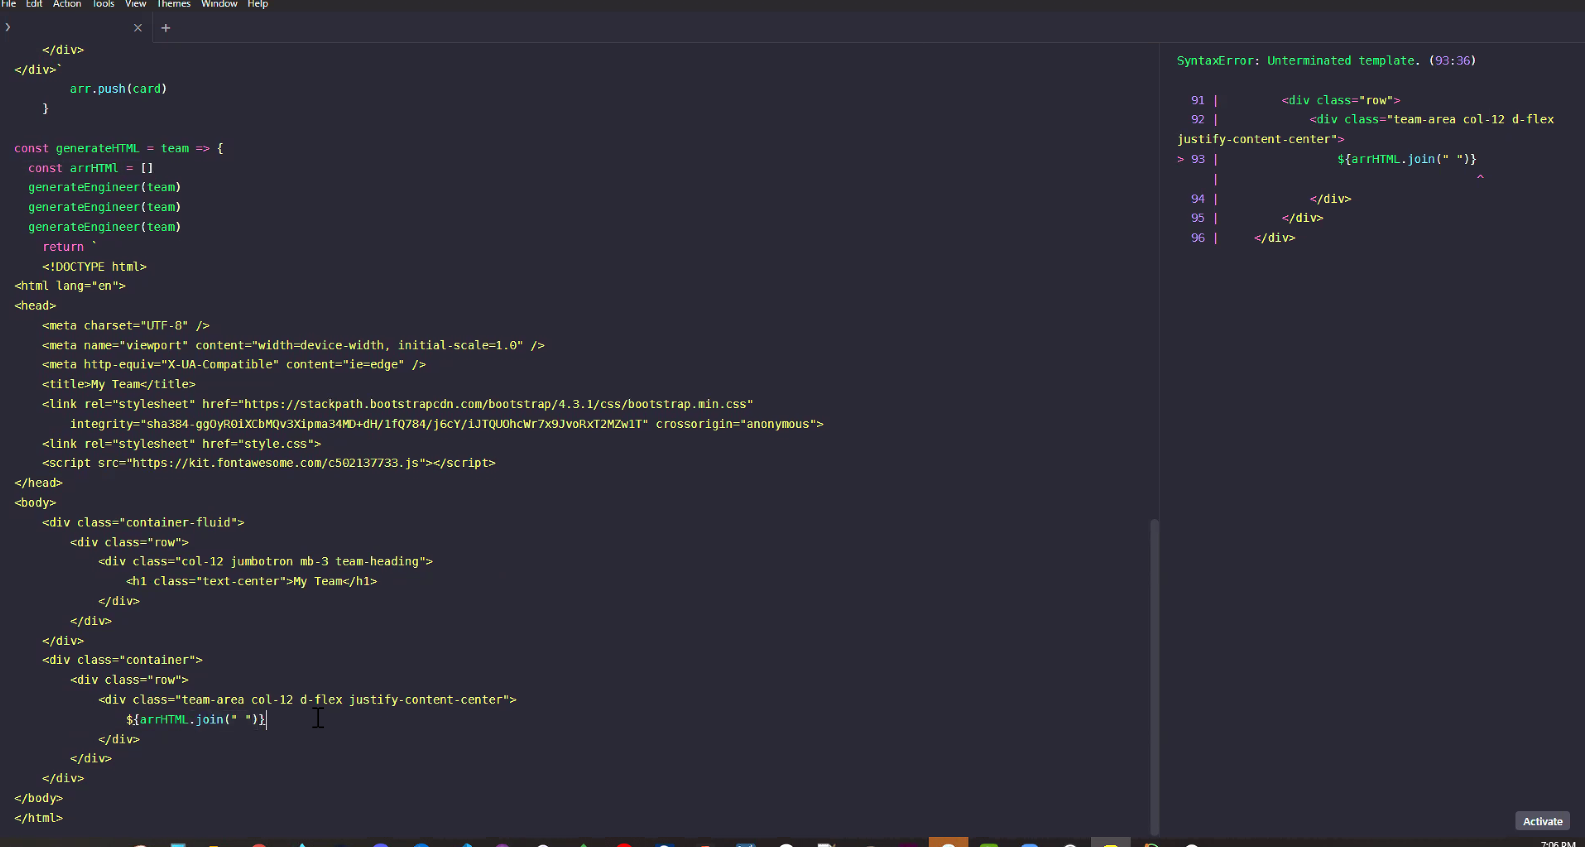 File Edit Action Tools View Themes Window Help
</div>
</div>`
arr.push(card)
}
const generateHTML = team => {
const arrHTMl = []
generateEngineer(team)
generateEngineer(team)
generateEngineer(team)
return `
<!DOCTYPE html>
<html lang="en">
<head>
<meta charset="UTF-8" />
<meta name="viewport" content="width=device-width, initial-scale=1.0" />
<meta http-equiv="X-UA-Compatible" content="ie=edge" />
<title>My Team</title>
<link rel="stylesheet" href="https://stackpath.bootstrapcdn.com/bootstrap/4.3.1/css/bootstrap.min.css"
integrity="sha384-ggOyR0iXCbMQv3Xipma34MD+dH/1fQ784/j6cY/iJTQUOhcWr7x9JvoRxT2MZw1T" crossorigin="anonymous">
<link rel="stylesheet" href="style.css">
<script src="https://kit.fontawesome.com/c502137733.js"></script>
</head>
<body>
<div class="container-fluid">
<div class="row">
<div class="col-12 jumbotron mb-3 team-heading">
<h1 class="text-center">My Team</h1>
</div>
</div>
</div>
<div class="container">
<div class="row">
<div class="team-area col-12 d-flex justify-content-center">
${arrHTML.join(" ")}
</div>
</div>
</div>
</body>
</html>
SyntaxError: Unterminated template. (93:36)
91 | <div class="row">
92 | <div class="team-area col-12 d-flex
justify-content-center">
> 93 | ${arrHTML.join(" ")}
| ^
94 | </div>
95 | </div>
96 | </div>
Activate
7:06 PM